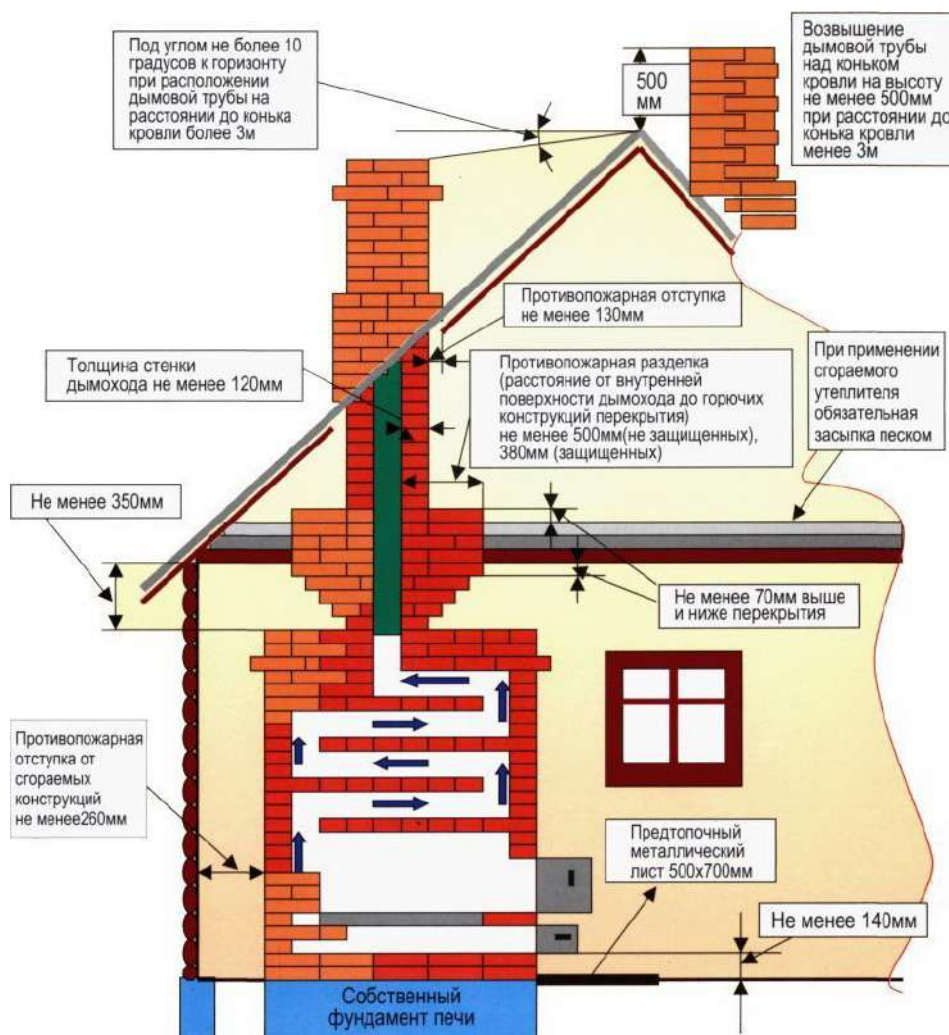 Под углом не более 10
градусов к горизонту
при расположении
дымовой трубы на
расстоянии до конька
кровли более 3м
500
мм
Возвышение
дымовой трубы
над коньком
кровли на высоту
не менее 500мм
при расстоянии до
конька кровли
менее 3м
Противопожарная отступка
не менее 130мм
Толщина стенки
дымохода не менее 120мм
Противопожарная разделка
(расстояние от внутренней
поверхности дымохода до горючих
конструкций перекрытия)
не менее 500мм(не защищенных),
380мм (защищенных)
При применении
сгораемого
утеплителя
обязательная
засыпка песком
Не менее 350мм
Не менее 70мм выше
и ниже перекрытия
Противопожарная
отступка от
сгораемых
конструкций
не менее260мм
Предтопочный
металлический
лист 500х700мм
Не менее 140мм
Собственный
фундамент печи